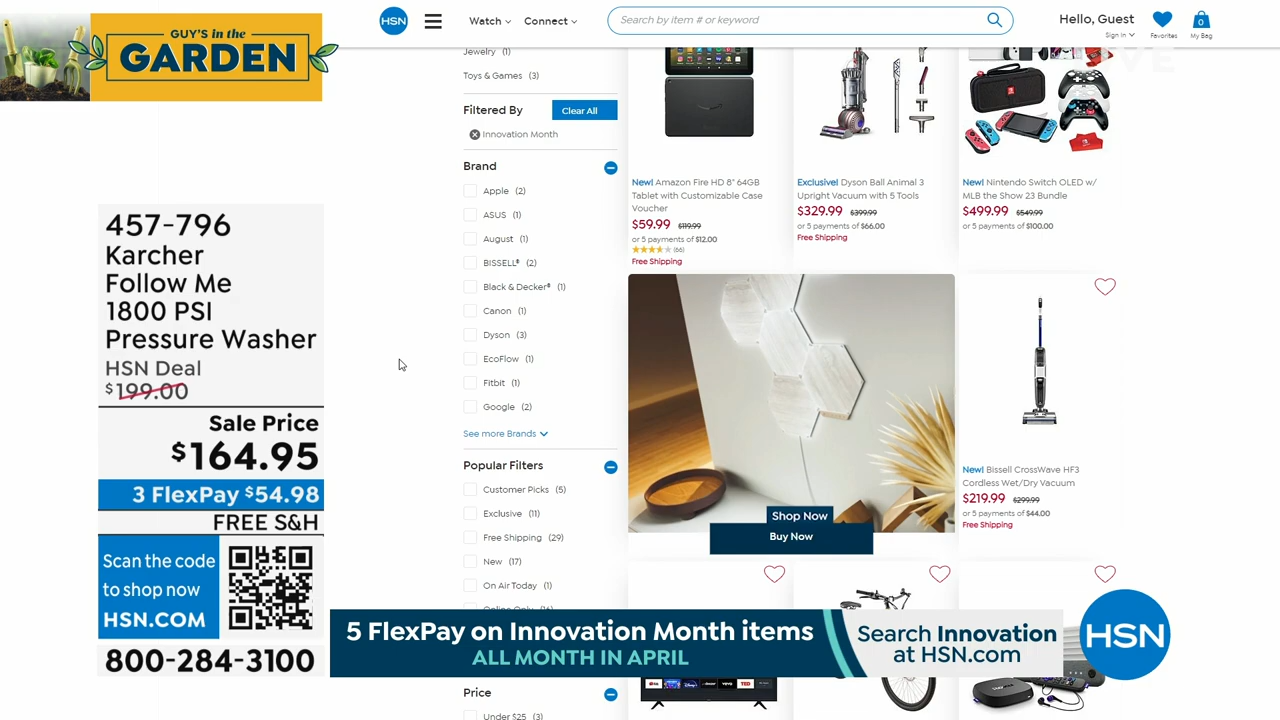 GUY'S in the
GARDEN
HSN
Watch
Connect
Search by item # or keyword
Hello, Guest
Sign In
Favorites
0
My Bag
457-796
Karcher
Follow Me
1800 PSI
Pressure Washer
HSN Deal
$199.00
Sale Price
$164.95
3 FlexPay $54.98
FREE S&H
Scan the code
to shop now
HSN.COM
800-284-3100
Jewelry (1)
Toys & Games (3)
Filtered By
Clear All
Innovation Month
Brand
Apple (2)
ASUS (1)
August (1)
BISSELL® (2)
Black & Decker® (1)
Canon (1)
Dyson (3)
EcoFlow (1)
Fitbit (1)
Google (2)
See more Brands
Popular Filters
Customer Picks (5)
Exclusive (11)
Free Shipping (29)
New (17)
On Air Today (1)
Price
Under $25 (3)
New! Amazon Fire HD 8" 64GB
Tablet with Customizable Case
Voucher
$59.99 $119.99
or 5 payments of $12.00
(66)
Free Shipping
Exclusive! Dyson Ball Animal 3
Upright Vacuum with 5 Tools
$329.99 $399.99
or 5 payments of $66.00
Free Shipping
New! Nintendo Switch OLED w/
MLB the Show 23 Bundle
$499.99 $549.99
or 5 payments of $100.00
Shop Now
Buy Now
New! Bissell CrossWave HF3
Cordless Wet/Dry Vacuum
$219.99 $299.99
or 5 payments of $44.00
Free Shipping
5 FlexPay on Innovation Month items
ALL MONTH IN APRIL
Search Innovation
at HSN.com
HSN